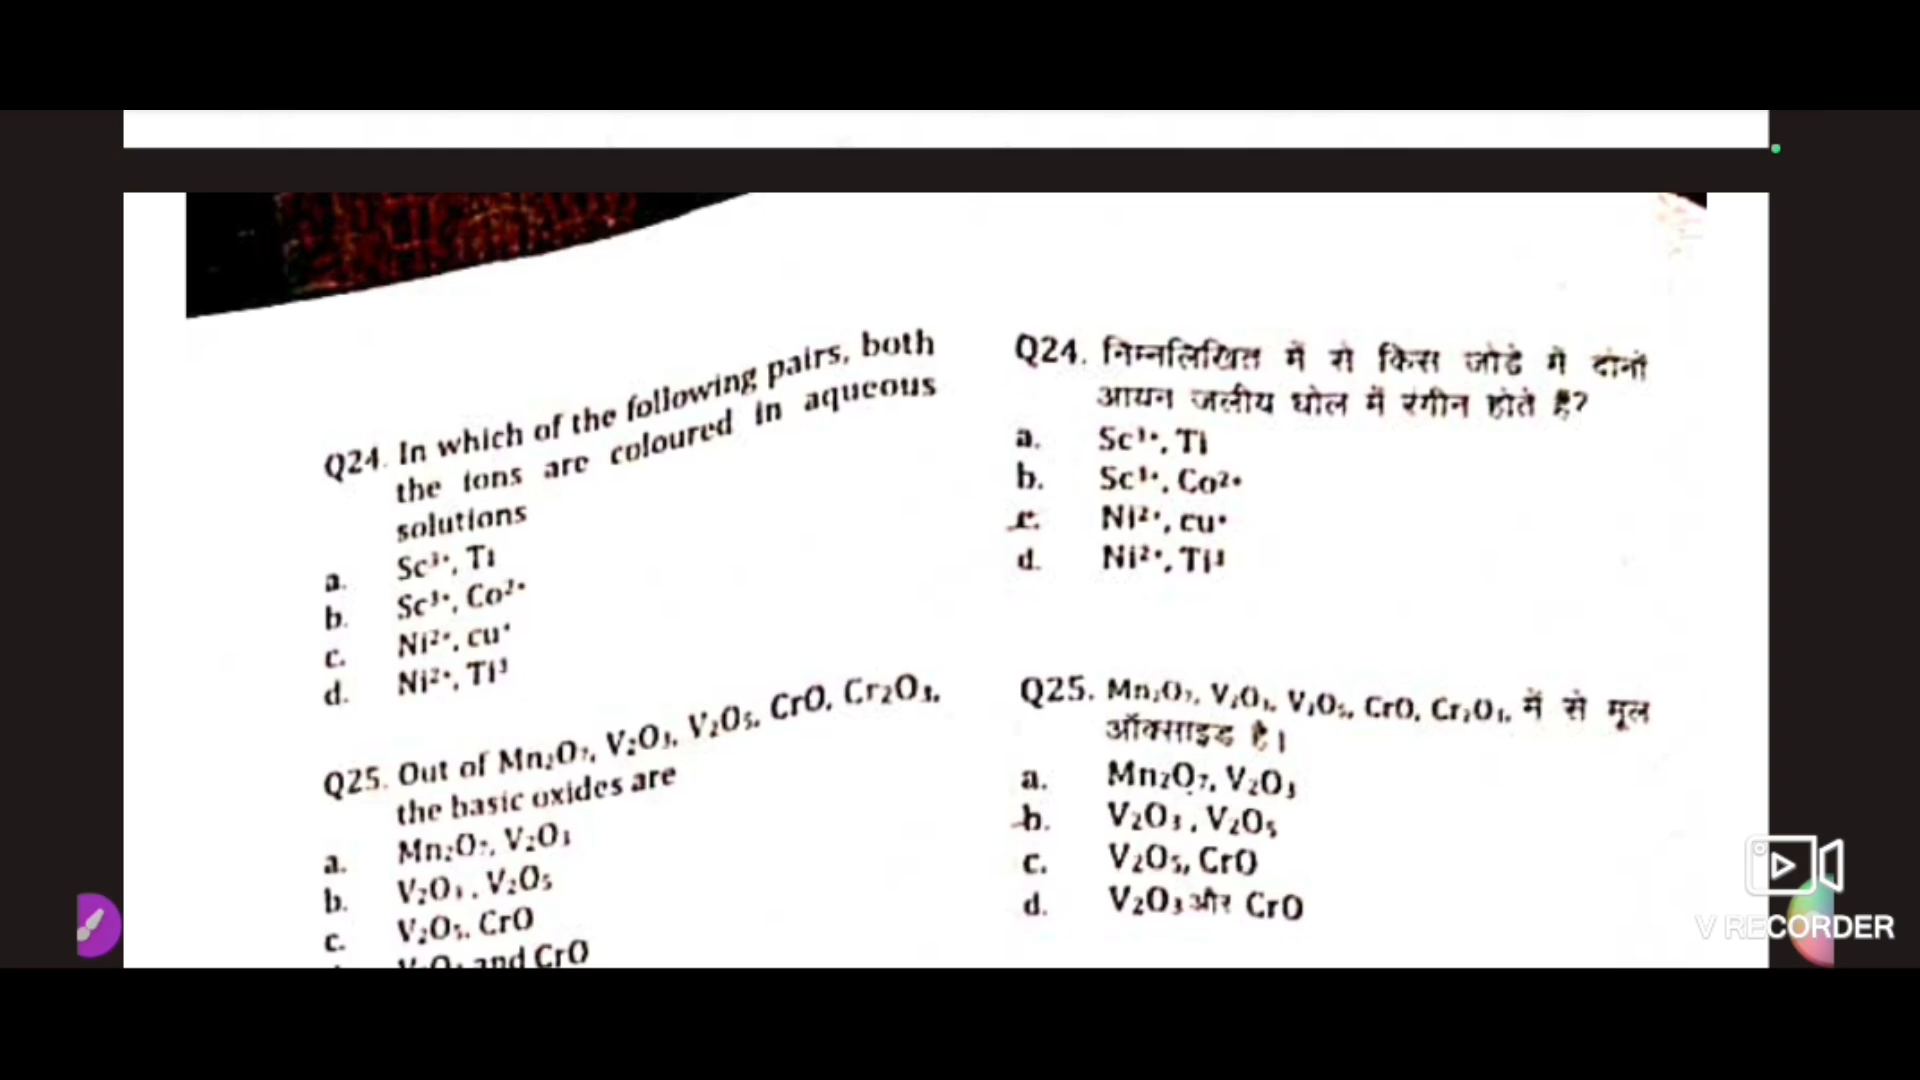 Q24. In which of the following pairs, both
the ions are coloured in aqueous
solutions
a. Sc³⁺, Ti
b. Sc³⁺, Co²⁺
c. Ni²⁺, cu⁺
d. Ni²⁺, Ti³
Q25. Out of Mn₂O₇, V₂O₃, V₂O₅, CrO, Cr₂O₃,
the basic oxides are
a. Mn₂O₇, V₂O₃
b. V₂O₃, V₂O₅
c. V₂O₅, CrO
V₂O₃ and CrO
Q24. निम्नलिखित में से किस जोडे में दोनों
आयन जलीय घोल में रंगीन होते है?
a. Sc³⁺, Ti
b. Sc³⁺, Co²⁺
c. Ni²⁺, cu⁺
d. Ni²⁺, Ti³
Q25. Mn₂O₇, V₂O₃, V₂O₅, CrO, Cr₂O₃, में से मूल
ऑक्साइड है।
a. Mn₂O₇, V₂O₃
b. V₂O₃, V₂O₅
c. V₂O₅, CrO
d. V₂O₃ और CrO
V RECORDER